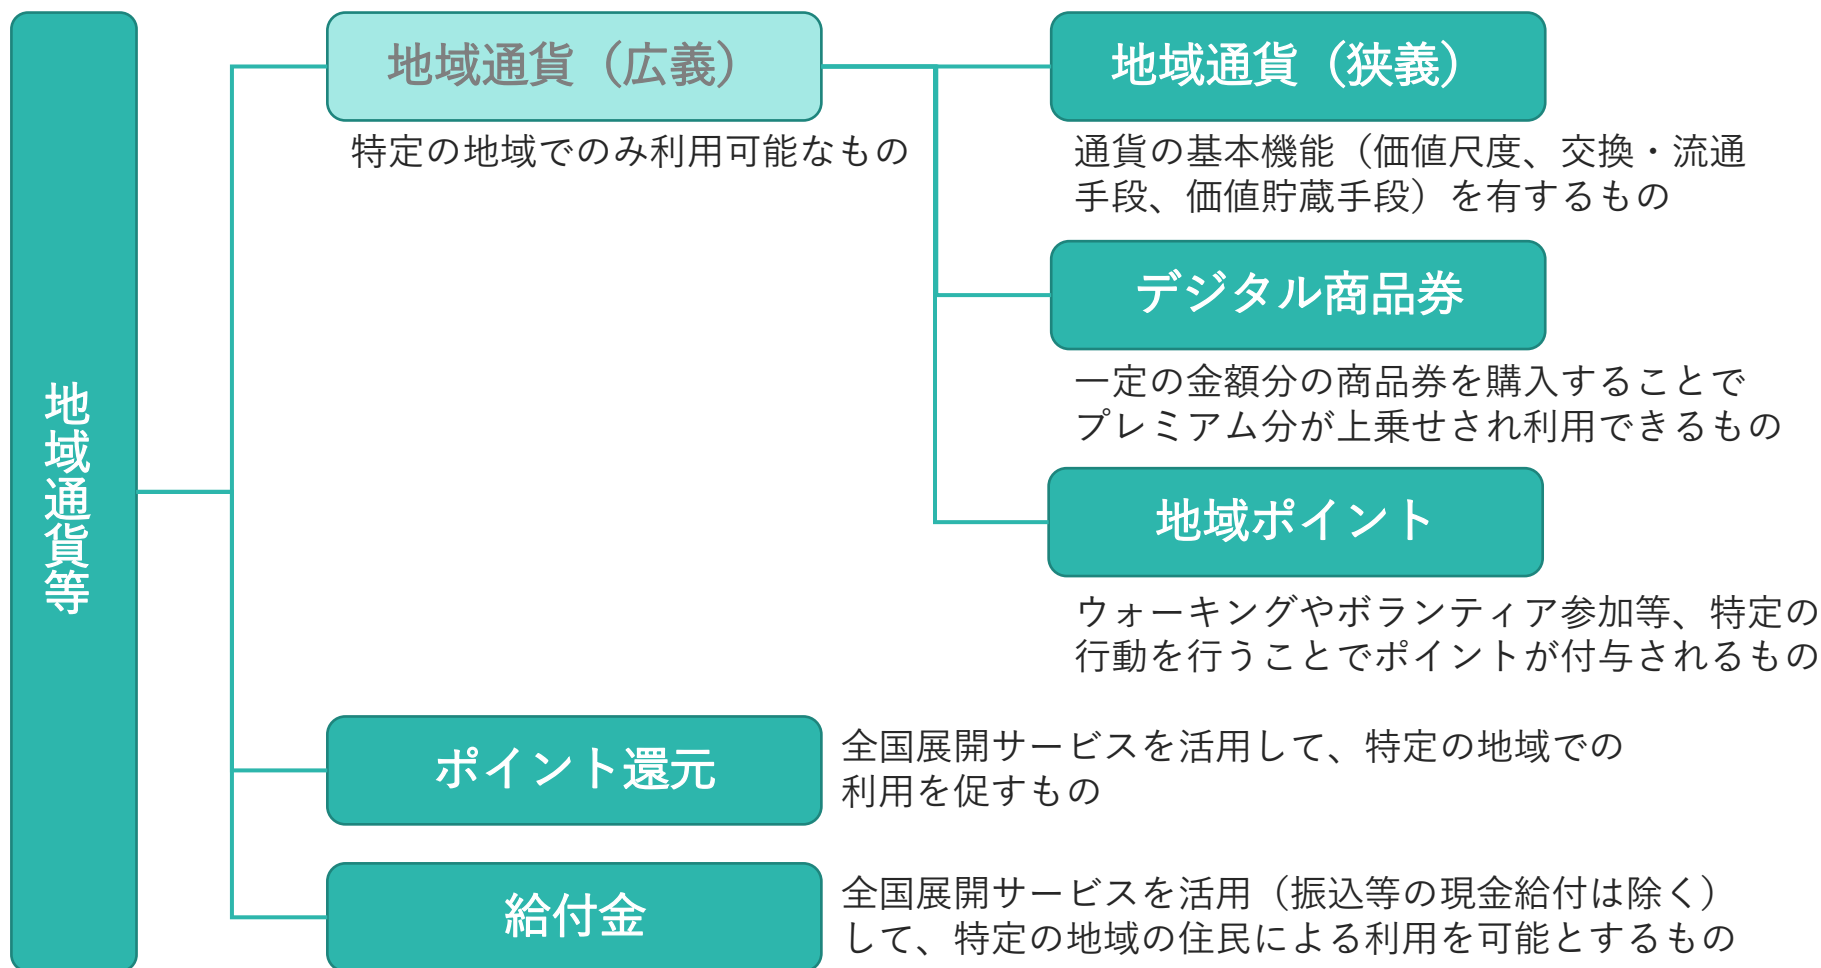 地域通貨等
地域通貨（広義）
特定の地域でのみ利用可能なもの
地域通貨（狭義）
通貨の基本機能（価値尺度、交換・流通
手段、価値貯蔵手段）を有するもの
デジタル商品券
一定の金額分の商品券を購入することで
プレミアム分が上乗せされ利用できるもの
地域ポイント
ウォーキングやボランティア参加等、特定の
行動を行うことでポイントが付与されるもの
ポイント還元
全国展開サービスを活用して、特定の地域での
利用を促すもの
給付金
全国展開サービスを活用（振込等の現金給付は除く）
して、特定の地域の住民による利用を可能とするもの